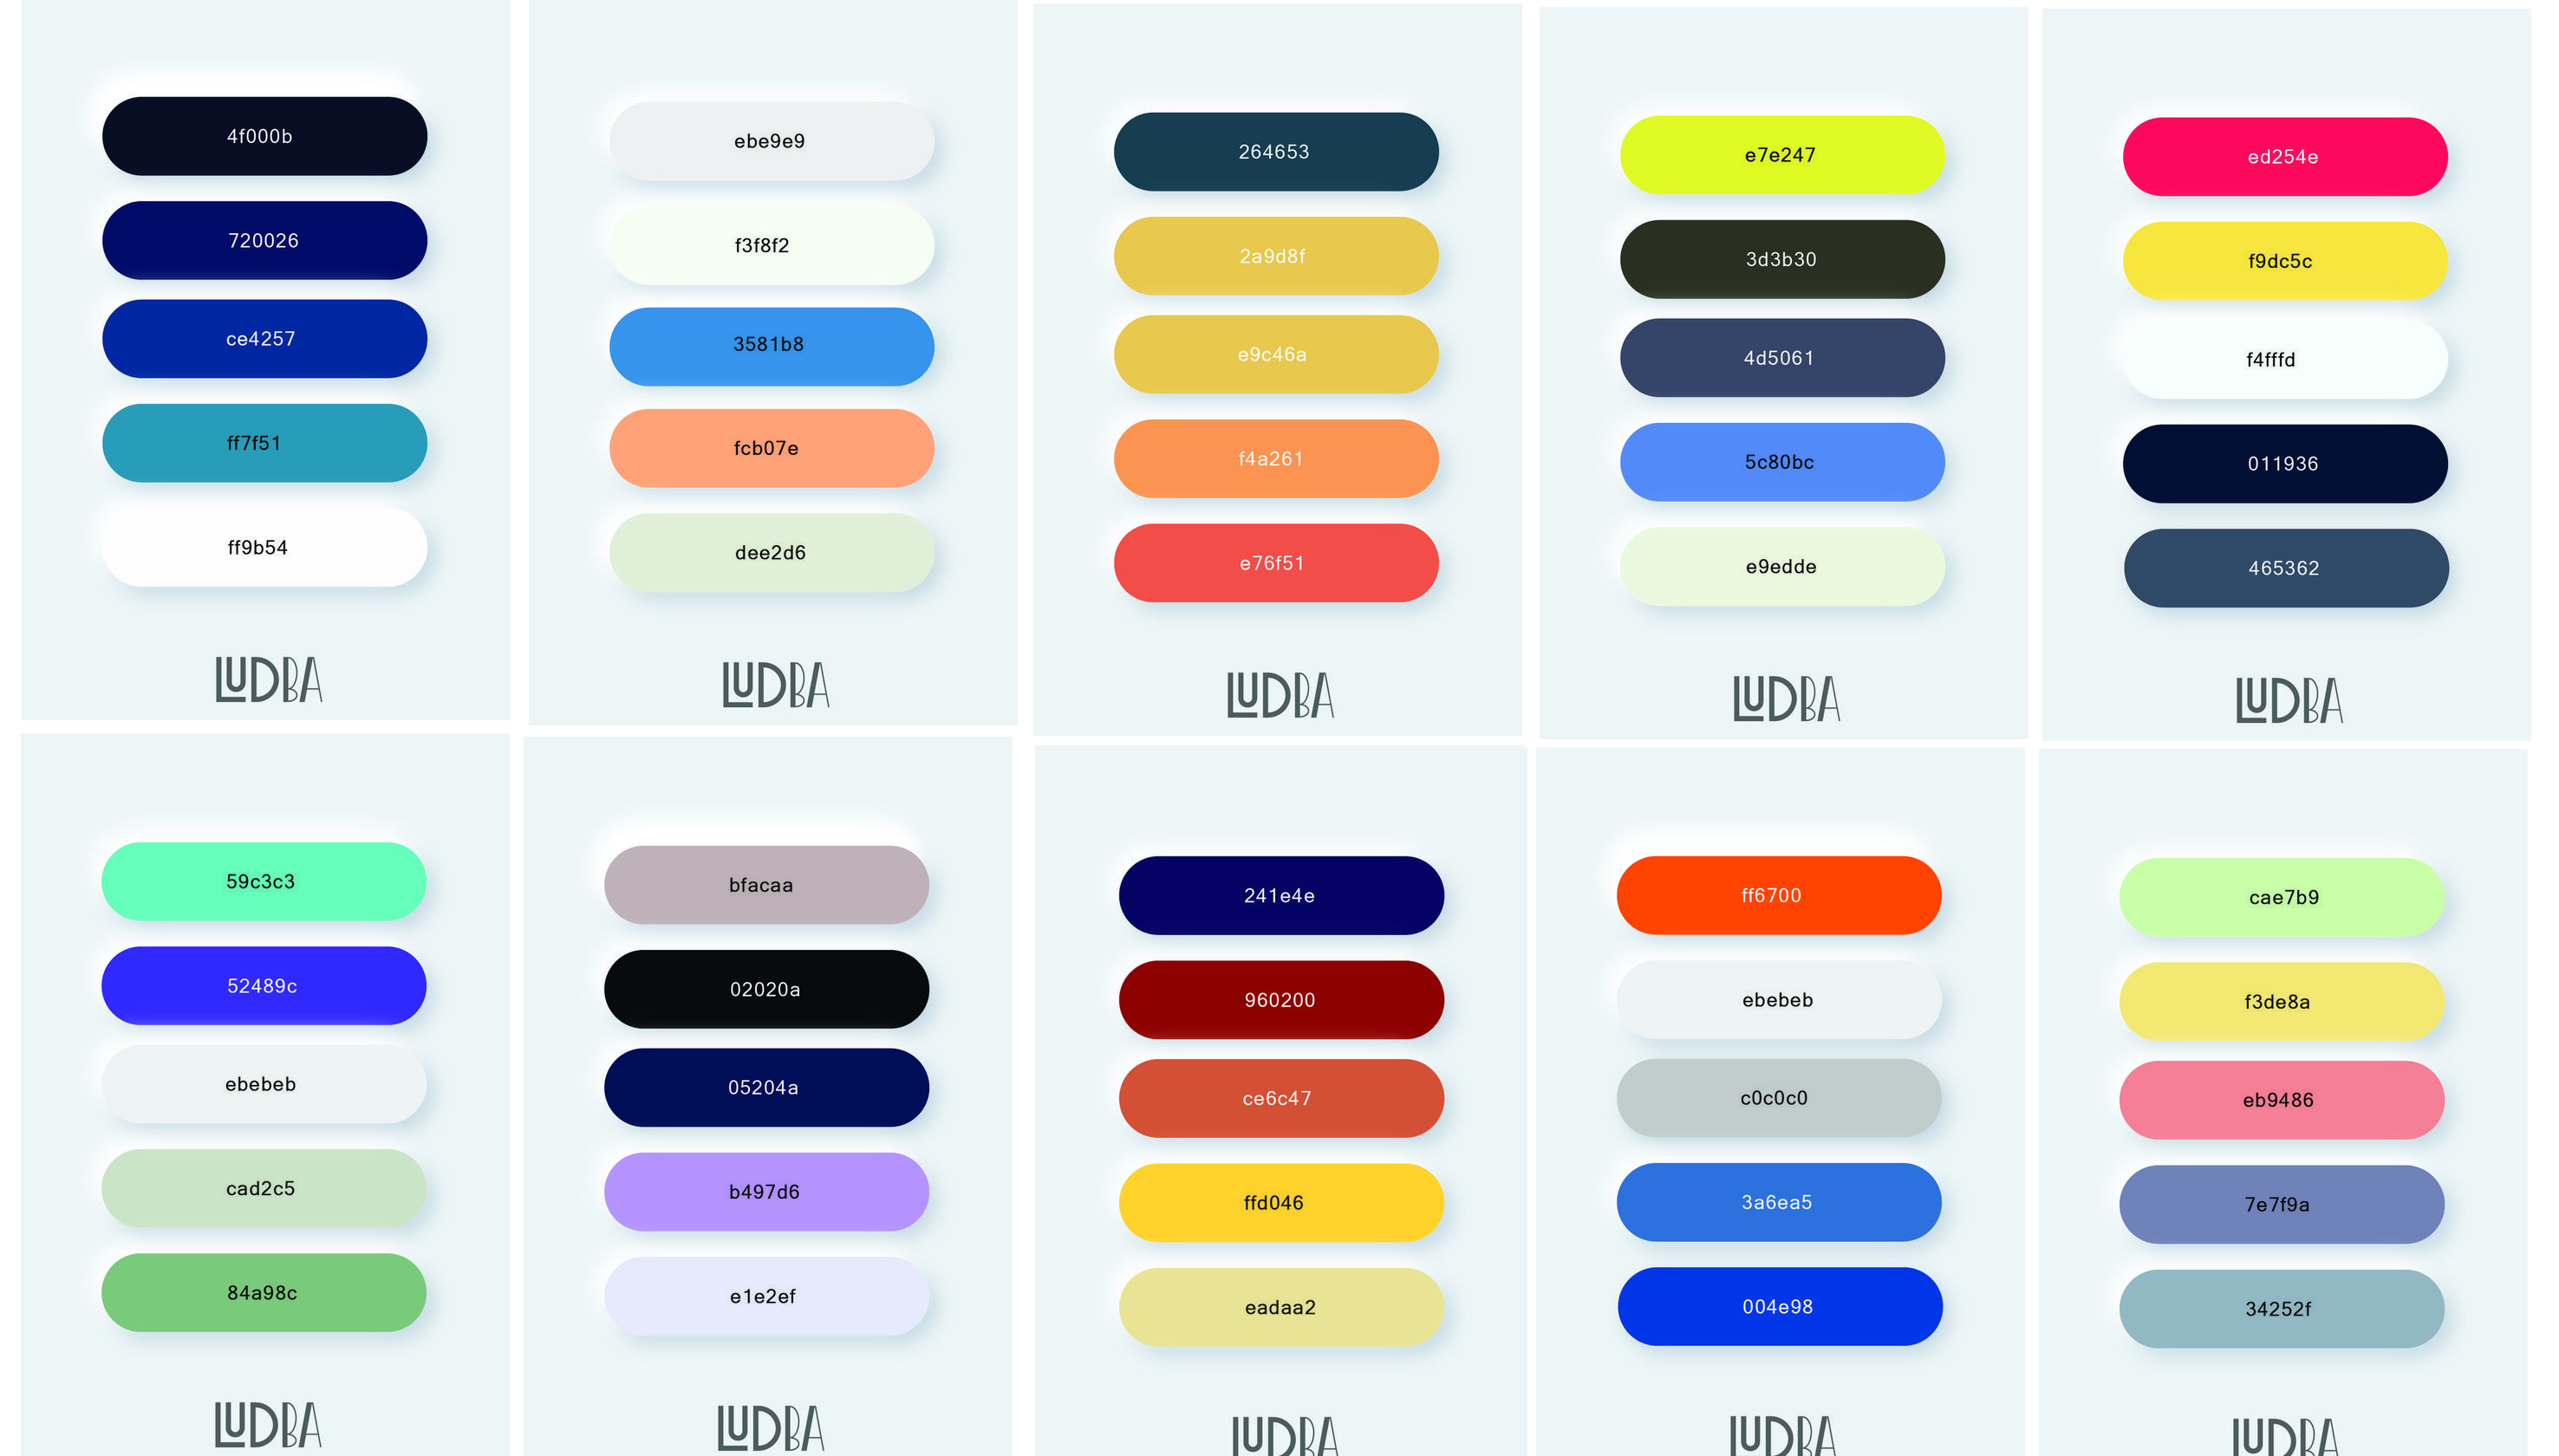 4f000b
720026
ce4257
ff7f51
ff9b54
LUDBA
ebe9e9
f3f8f2
3581b8
fcb07e
dee2d6
LUDBA
264653
2a9d8f
e9c46a
f4a261
e76f51
LUDBA
e7e247
3d3b30
4d5061
5c80bc
e9edde
LUDBA
ed254e
f9dc5c
f4fffd
011936
465362
LUDBA
59c3c3
52489c
ebebeb
cad2c5
84a98c
LUDBA
bfacaa
02020a
05204a
b497d6
e1e2ef
LUDBA
241e4e
960200
ce6c47
ffd046
eadaa2
LUDBA
ff6700
ebebeb
c0c0c0
3a6ea5
004e98
LUDBA
cae7b9
f3de8a
eb9486
7e7f9a
34252f
LUDBA